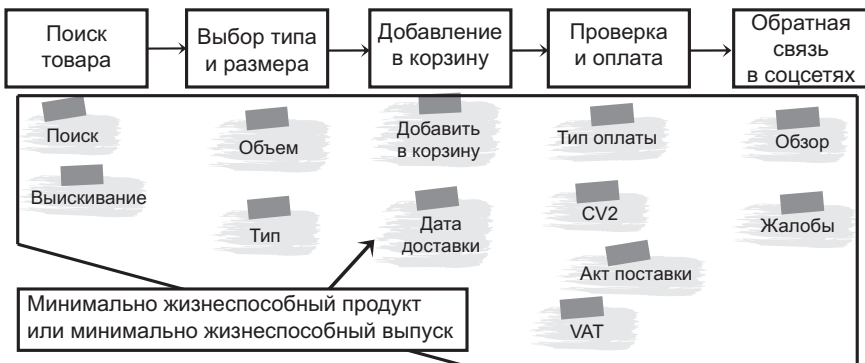 Поиск
товара
Выбор типа
и размера
Добавление
в корзину
Проверка
и оплата
Обратная
связь
в соцсетях
Поиск
Объем
Добавить
в корзину
Тип оплаты
Обзор
Выискивание
Тип
Дата
доставки
CV2
Жалобы
Акт поставки
VAT
Минимально жизнеспособный продукт
или минимально жизнеспособный выпуск